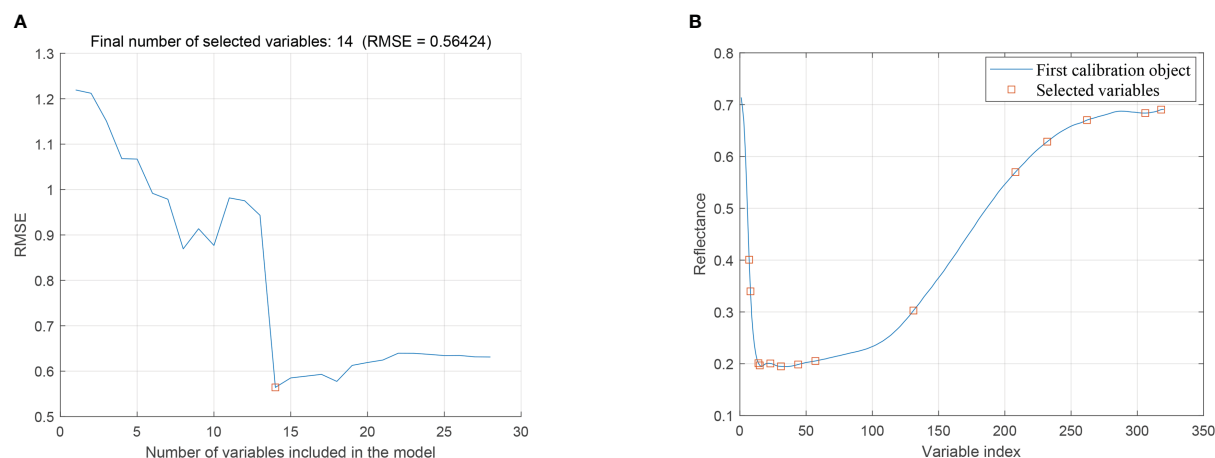 A
Final number of selected variables: 14 (RMSE = 0.56424)
1.3
1.2
1.1
1
0.9
0.8
0.7
0.6
0.5
RMSE
0 5 10 15 20 25 30
Number of variables included in the model
B
0.8
0.7
0.6
0.5
0.4
0.3
0.2
0.1
Reflectance
First calibration object
Selected variables
0 50 100 150 200 250 300 350
Variable index